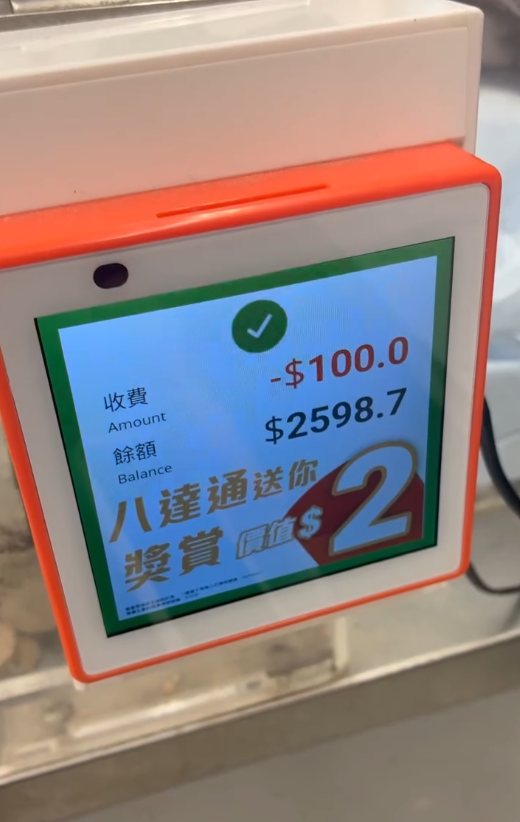 收費 -$100.0
Amount
餘額 $2598.7
Balance
八達通送你
獎賞 價值$2